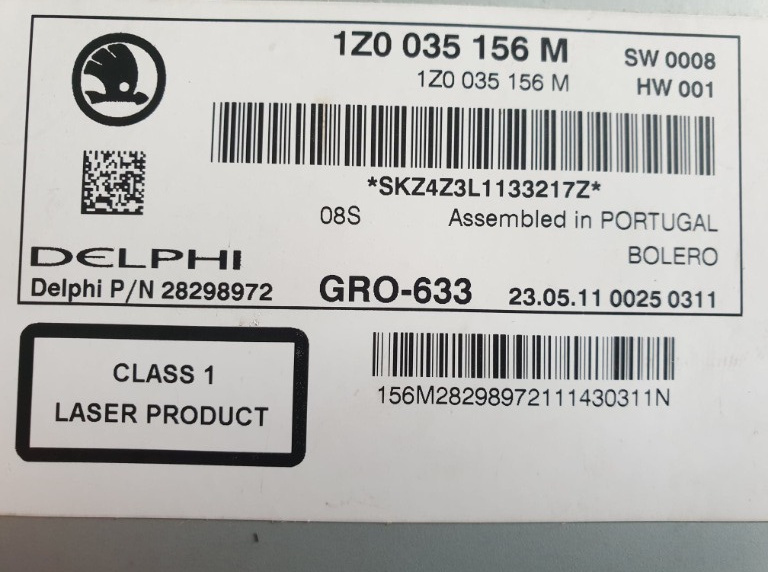 1Z0 035 156 M
SW 0008
1Z0 035 156 M
HW 001
*SKZ4Z3L1133217Z*
08S
Assembled in PORTUGAL
BOLERO
DELPHI
Delphi P/N 28298972
GRO-633
23.05.11 0025 0311
CLASS 1
LASER PRODUCT
156M28298972111430311N